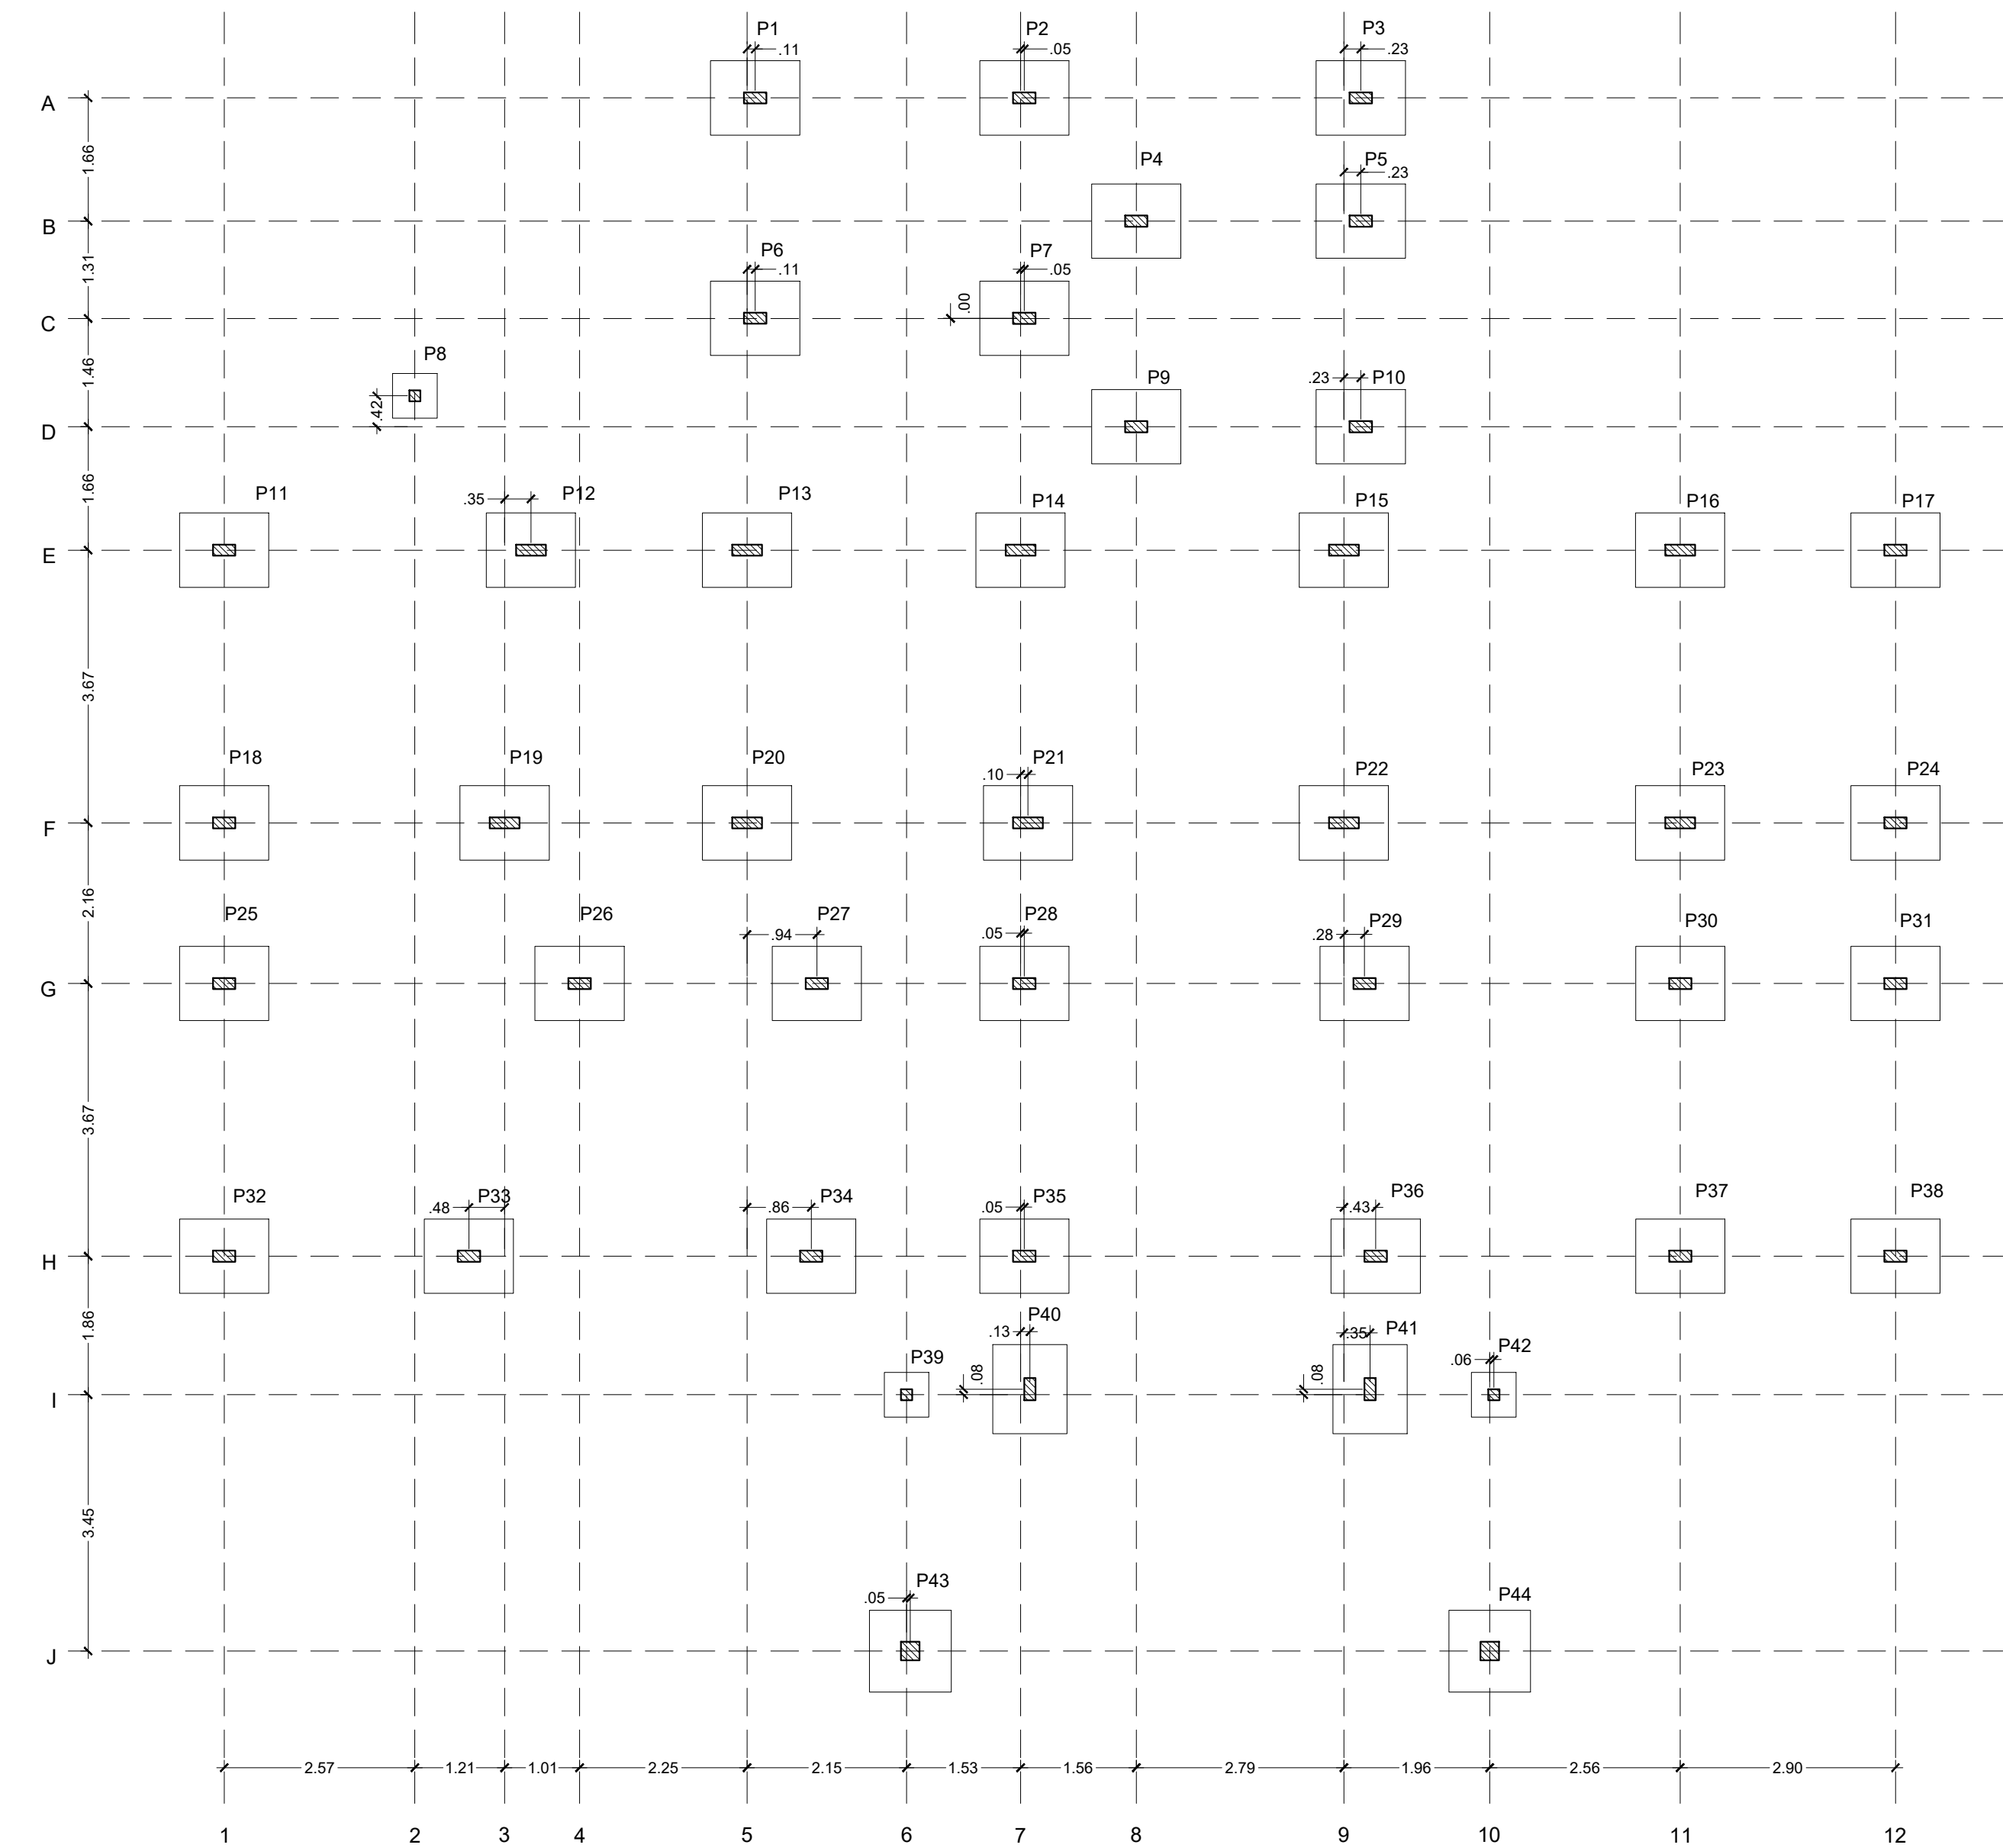 P1 P2 P3
.11 .05 .23
A
1.66
P4 P5
.23
B
1.31
P6 P7
.11 .05
.00
C
1.46
P8
.42
P9 P10
.23
D
1.66
P11 P12 P13 P14 P15 P16 P17
.35
E
3.67
P18 P19 P20 P21 P22 P23 P24
.10
F
2.16
P25 P26 P27 P28 P29 P30 P31
.94 .05 .28
G
3.67
P32 P33 P34 P35 P36 P37 P38
.48 .86 .05 .43
H
1.86
P39 P40 P41 P42
.13 .35 .06
.08 .08
I
3.45
P43 P44
.05
J
2.57 1.21 1.01 2.25 2.15 1.53 1.56 2.79 1.96 2.56 2.90
1 2 3 4 5 6 7 8 9 10 11 12